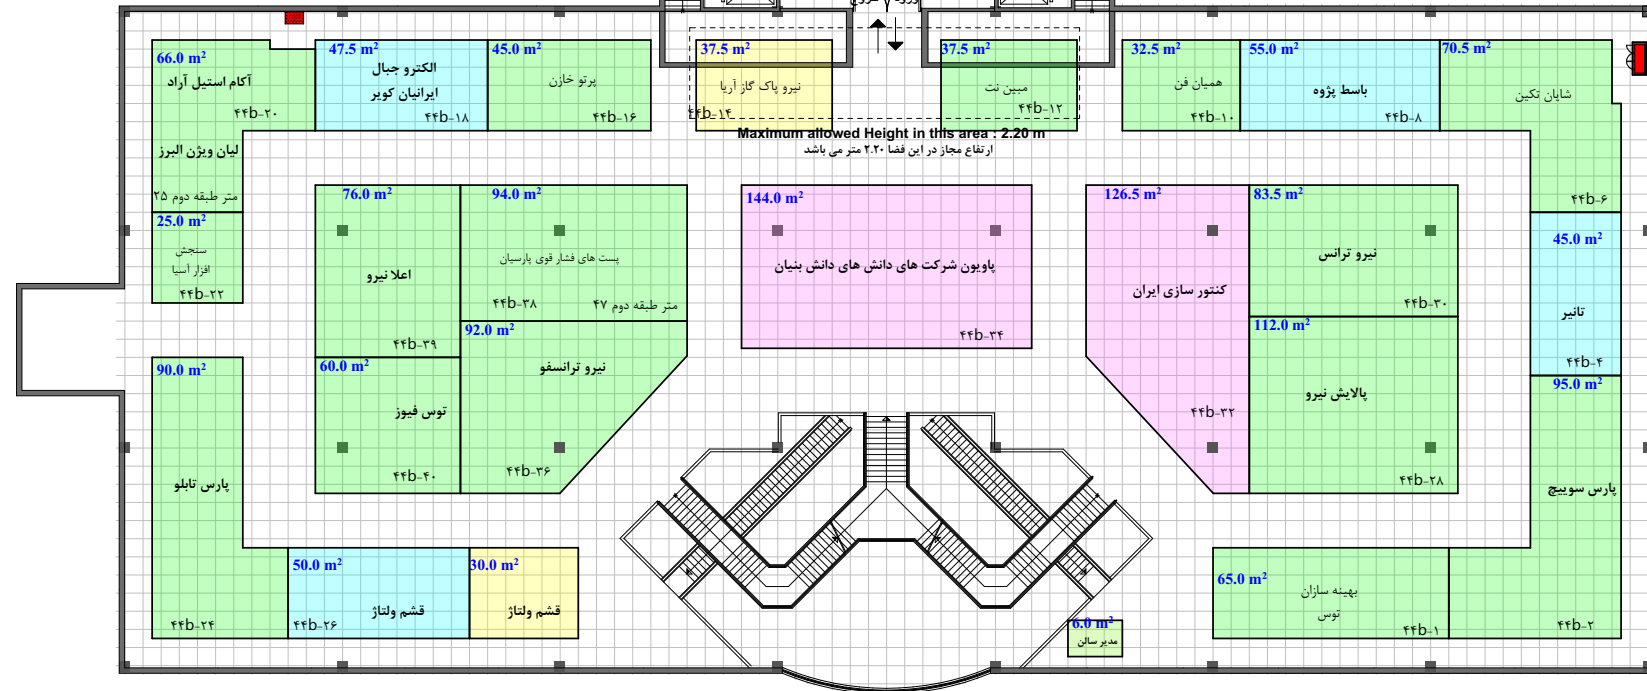 ورود / خروج
66.0 m²
آکام استیل آراد
۴۴b-۲۰
47.5 m²
الکترو جبال
ایرانیان کویر
۴۴b-۱۸
45.0 m²
پرتو خازن
۴۴b-۱۶
37.5 m²
نیرو پاک گاز آریا
۴۴b-۱۴
37.5 m²
مبین نت
۴۴b-۱۲
32.5 m²
همیان فن
۴۴b-۱۰
55.0 m²
باسط پژوه
۴۴b-۸
70.5 m²
شایان تکین
۴۴b-۶
Maximum allowed Height in this area : 2.20 m
ارتفاع مجاز در این فضا ۲.۲۰ متر می باشد
لیان ویژن البرز
متر طبقه دوم ۲۵
25.0 m²
سنجش
افزار آسیا
۴۴b-۲۲
76.0 m²
اعلا نیرو
۴۴b-۳۹
94.0 m²
پست های فشار قوی پارسیان
۴۴b-۳۸
متر طبقه دوم ۴۷
144.0 m²
پاویون شرکت های دانش های دانش بنیان
۴۴b-۳۴
126.5 m²
کنتور سازی ایران
۴۴b-۳۲
83.5 m²
نیرو ترانس
۴۴b-۳۰
45.0 m²
تانیر
۴۴b-۴
92.0 m²
نیرو ترانسفو
۴۴b-۳۶
60.0 m²
توس فیوز
۴۴b-۴۰
112.0 m²
پالایش نیرو
۴۴b-۲۸
95.0 m²
پارس سوییچ
۴۴b-۲
90.0 m²
پارس تابلو
۴۴b-۲۴
50.0 m²
قشم ولتاژ
۴۴b-۲۶
30.0 m²
قشم ولتاژ
6.0 m²
مدیر سالن
65.0 m²
بهینه سازان
توس
۴۴b-۱